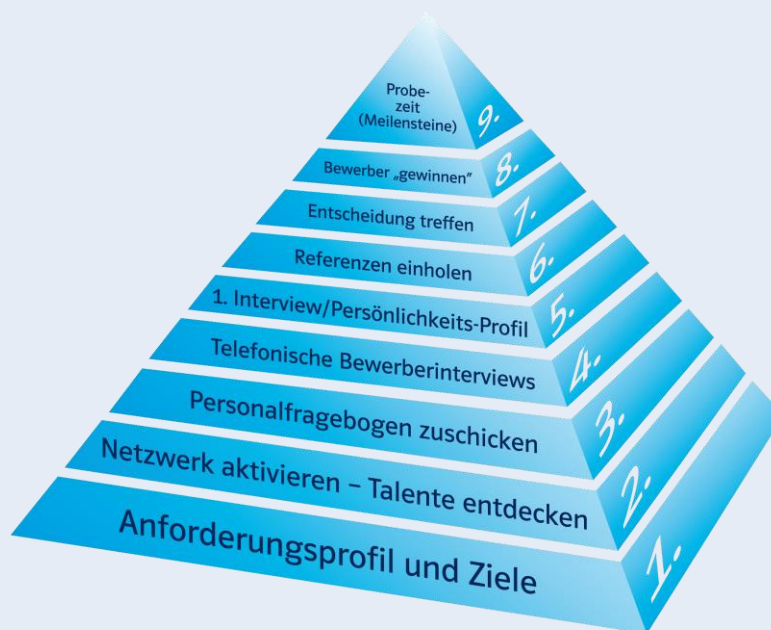 Probe-
zeit
(Meilensteine)
9.
Bewerber „gewinnen”
8.
Entscheidung treffen
7.
Referenzen einholen
6.
1. Interview/Persönlichkeits-Profil
5.
Telefonische Bewerberinterviews
4.
Personalfragebogen zuschicken
3.
Netzwerk aktivieren – Talente entdecken
2.
Anforderungsprofil und Ziele
1.